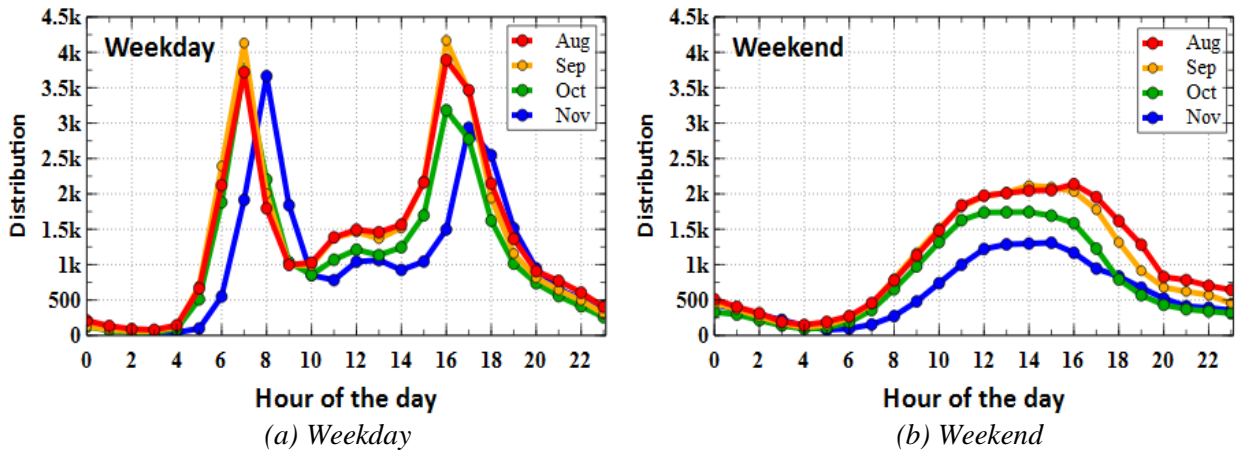 4.5k
4k
3.5k
3k
2.5k
2k
1.5k
1k
500
0
Distribution
Weekday
Aug
Sep
Oct
Nov
0 2 4 6 8 10 12 14 16 18 20 22
Hour of the day
(a) Weekday
4.5k
4k
3.5k
3k
2.5k
2k
1.5k
1k
500
0
Distribution
Weekend
Aug
Sep
Oct
Nov
0 2 4 6 8 10 12 14 16 18 20 22
Hour of the day
(b) Weekend